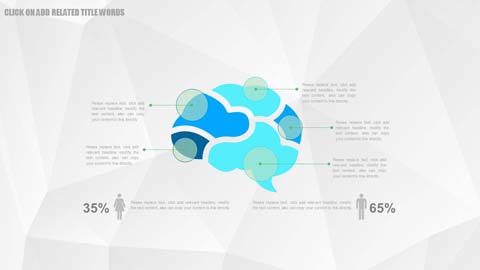 CLICK ON ADD RELATED TITLE WORDS
Please replace text, click add
relevant headline, modify the
text content, also can copy
your content to this directly.
Please replace text, click add
relevant headline, modify the
text content, also can copy
your content to this directly.
Please replace text, click add
relevant headline, modify the
text content, also can copy
your content to this directly.
Please replace text, click add
relevant headline, modify the
text content, also can copy
your content to this directly.
Please replace text, click add
relevant headline, modify the
text content, also can copy
your content to this directly.
35%
Please replace text, click add relevant headline, modify
the text content, also can copy your content to this directly.
Please replace text, click add relevant headline, modify
the text content, also can copy your content to this directly.
65%